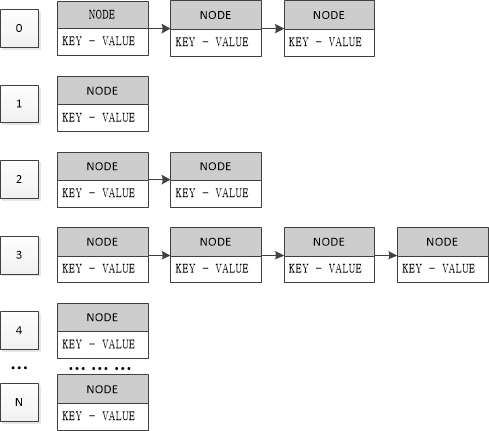 0
NODE NODE NODE
KEY - VALUE KEY - VALUE KEY - VALUE
1
NODE
KEY - VALUE
2
NODE NODE
KEY - VALUE KEY - VALUE
3
NODE NODE NODE NODE
KEY - VALUE KEY - VALUE KEY - VALUE KEY - VALUE
4
NODE
KEY - VALUE
... ... ... ...
N
NODE
KEY - VALUE